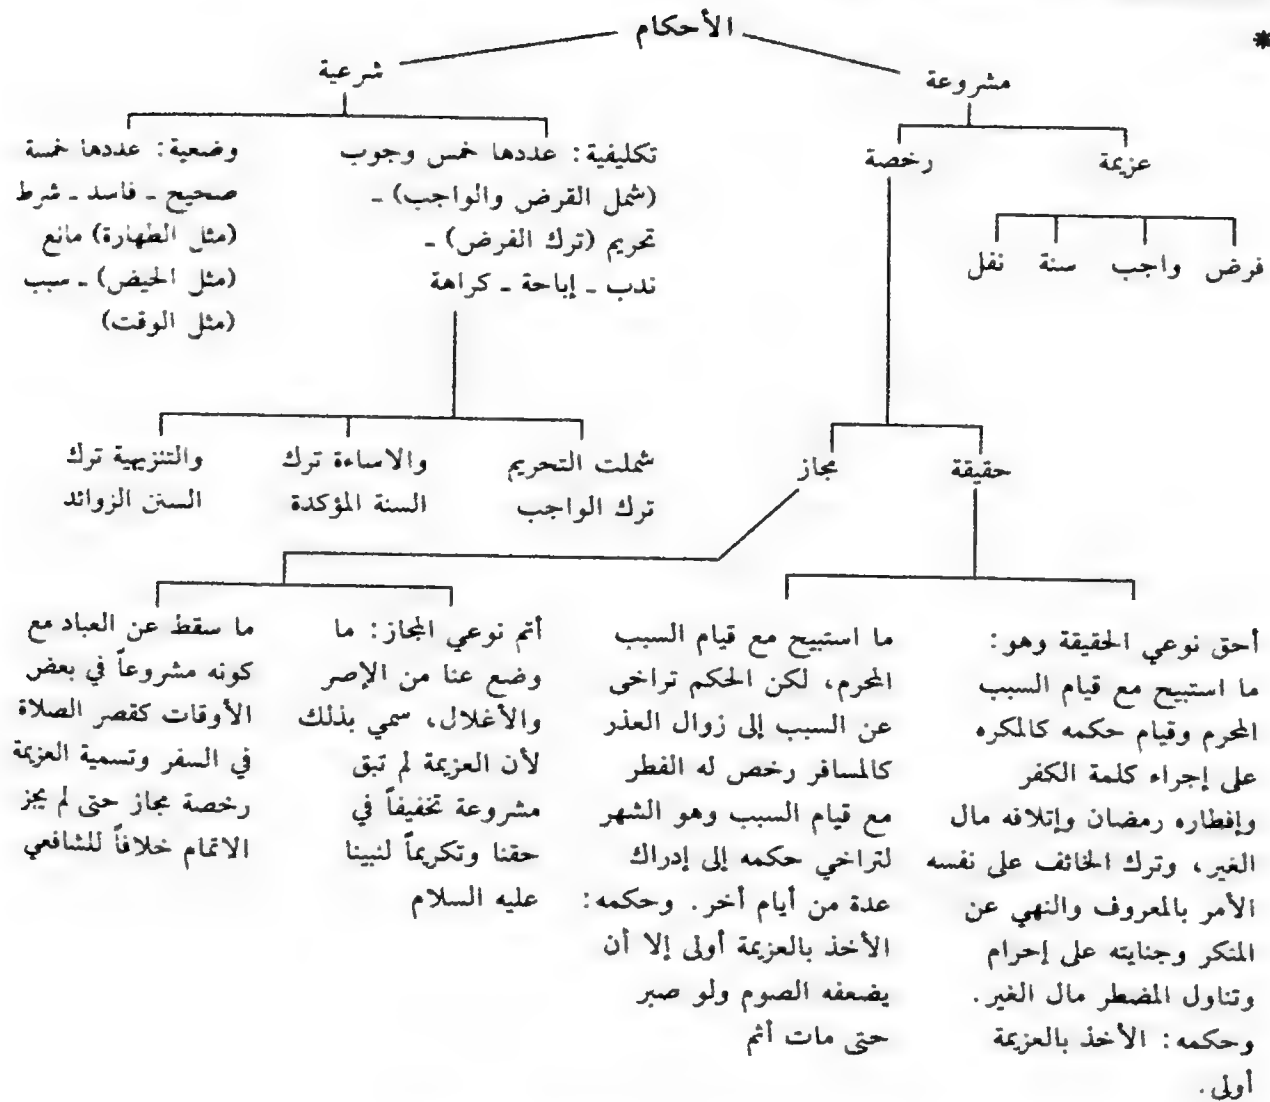 *
الأحكام
مشروعة
عزيمة
رخصة
فرض
واجب
سنة
نفل
حقيقة
مجاز
أحق نوعي الحقيقة وهو:
ما استبيح مع قيام السبب
المحرم وقيام حكمه كالمكره
على إجراء كلمة الكفر
وإفطاره رمضان وإتلافه مال
الغير، وترك الخائف على نفسه
الأمر بالمعروف والنهي عن
المنكر وجنايته على إحرام
وتناول المضطر مال الغير.
وحكمه: الأخذ بالعزيمة
أولى.
ما استبيح مع قيام السبب
المحرم، لكن الحكم تراخى
عن السبب إلى زوال العذر
كالمسافر رخص له الفطر
مع قيام السبب وهو الشهر
لتراخي حكمه إلى إدراك
عدة من أيام أخر. وحكمه:
الأخذ بالعزيمة أولى إلا أن
يضعفه الصوم ولو صبر
حتى مات أثم
أتم نوعي المجاز: ما
وضع عنا من الإصر
والأغلال، سمي بذلك
لأن العزيمة لم تبق
مشروعة تخفيفاً في
حقنا وتكريماً لنبينا
عليه السلام
ما سقط عن العباد مع
كونه مشروعاً في بعض
الأوقات كقصر الصلاة
في السفر وتسمية العزيمة
رخصة مجاز حتى لم يجز
الاتمام خلافاً للشافعي
شرعية
تكليفية: عددها خمس وجوب
(شمل القرض والواجب) -
تحريم (ترك الفرض) -
ندب - إباحة - كراهة
شملت التحريم
ترك الواجب
والاساءة ترك
السنة المؤكدة
والتنزيهية ترك
السنن الزوائد
وضعية: عددها خمسة
صحيح - فاسد - شرط
(مثل الطهارة) مانع
(مثل الحيض) - سبب
(مثل الوقت)